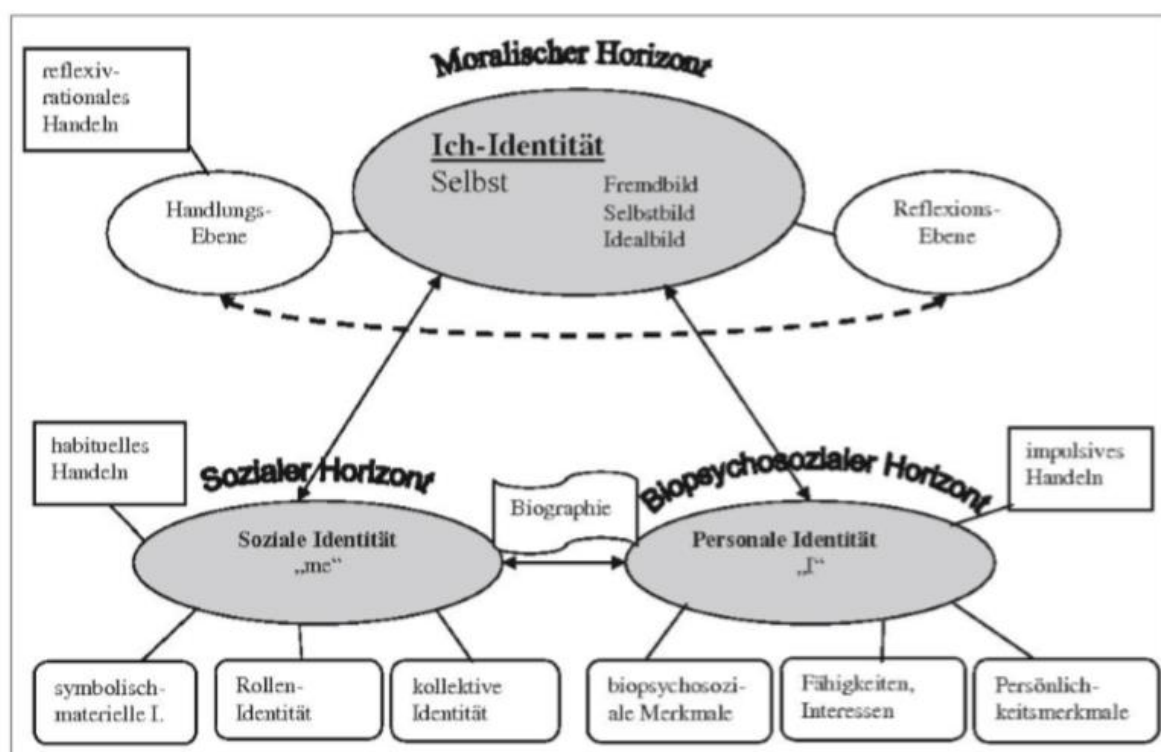 Moralischer Horizont
reflexiv-
rationales
Handeln
Ich-Identität
Selbst
Fremdbild
Selbstbild
Idealbild
Handlungs-
Ebene
Reflexions-
Ebene
habituelles
Handeln
Sozialer Horizont
Biographie
Biopsychosozialer Horizont
impulsives
Handeln
Soziale Identität
„me“
Personale Identität
„I“
symbolisch-
materielle I.
Rollen-
Identität
kollektive
Identität
biopsychosozi-
ale Merkmale
Fähigkeiten,
Interessen
Persönlich-
keitsmerkmale